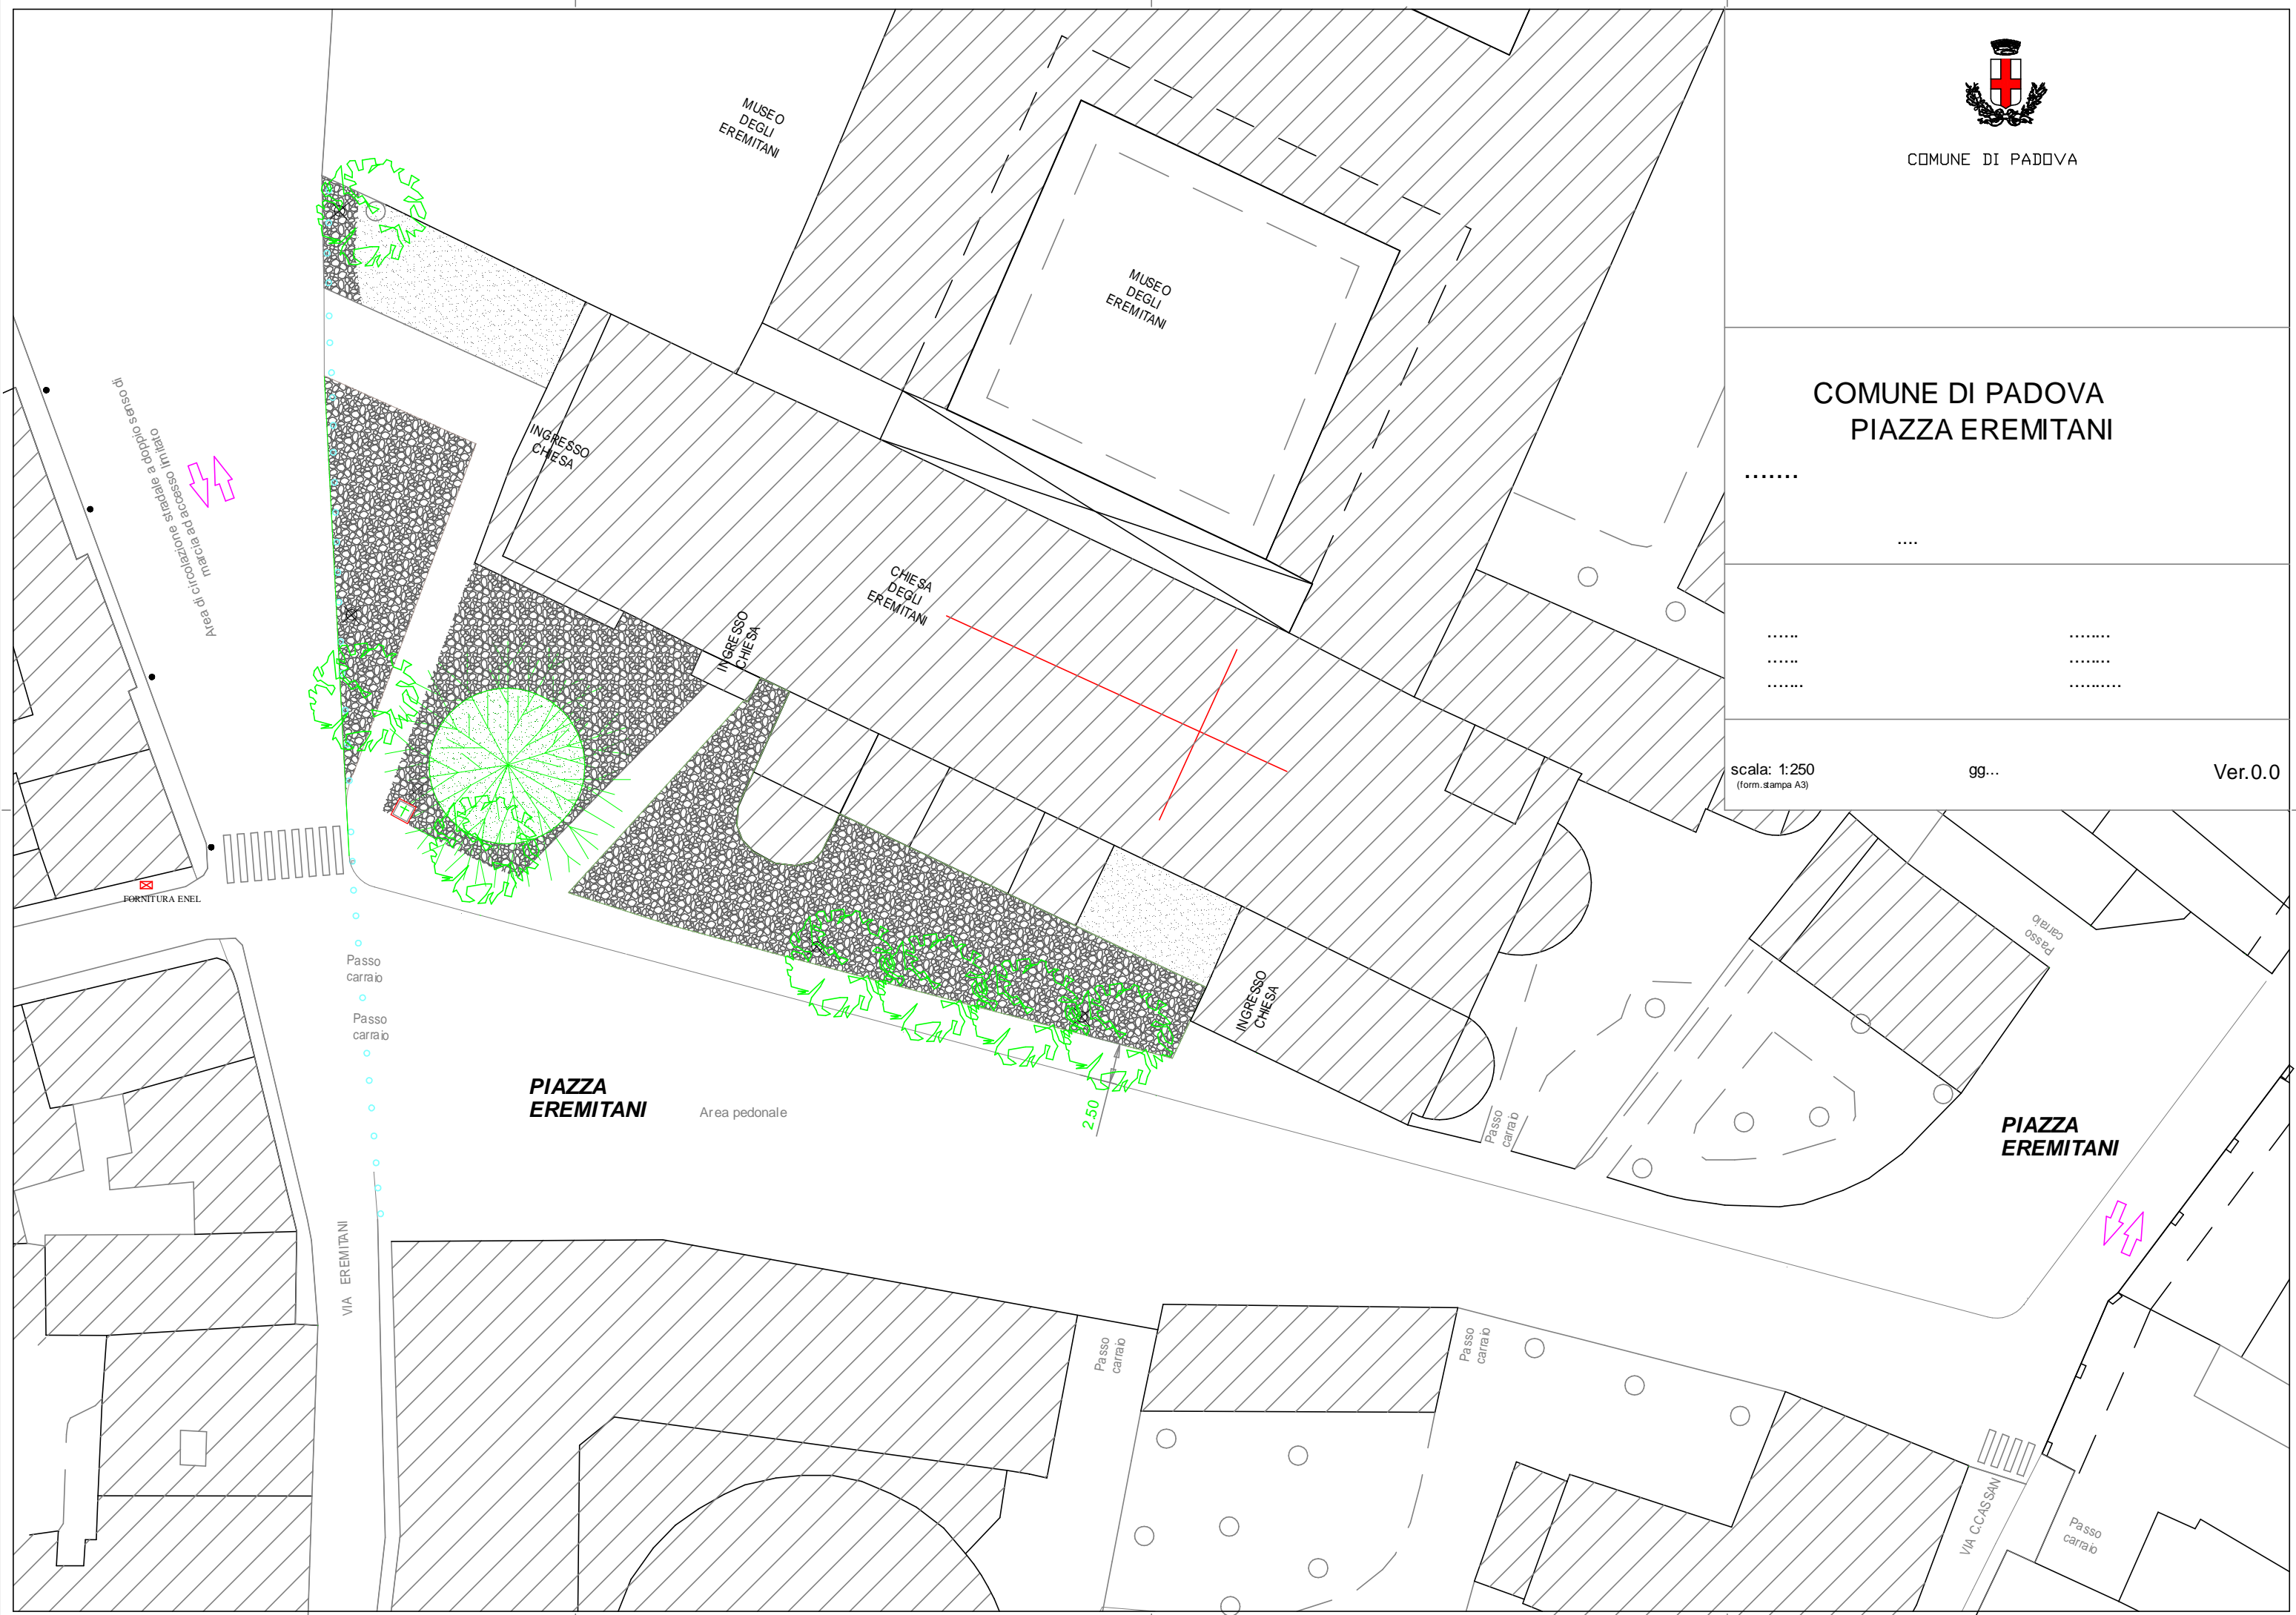 COMUNE DI PADOVA
COMUNE DI PADOVA
PIAZZA EREMITANI
.......
....
......
........
......
........
.......
..........
scala: 1:250
gg...
Ver.0.0
(form.stampa A3)
MUSEO
DEGLI
EREMITANI
MUSEO
DEGLI
EREMITANI
Area di circolazione stadale a doppio senso di
marcia ad accesso limitato
INGRESSO
CHIESA
CHIESA
DEGLI
EREMITANI
INGRESSO
CHIESA
INGRESSO
CHIESA
FORNITURA ENEL
Passo
carraio
Passo
carraio
PIAZZA
EREMITANI
Area pedonale
2.50
Passo
carraio
Passo
carraio
PIAZZA
EREMITANI
VIA EREMITANI
Passo
carraio
Passo
carraio
VIA C.CASSAN
Passo
carraio